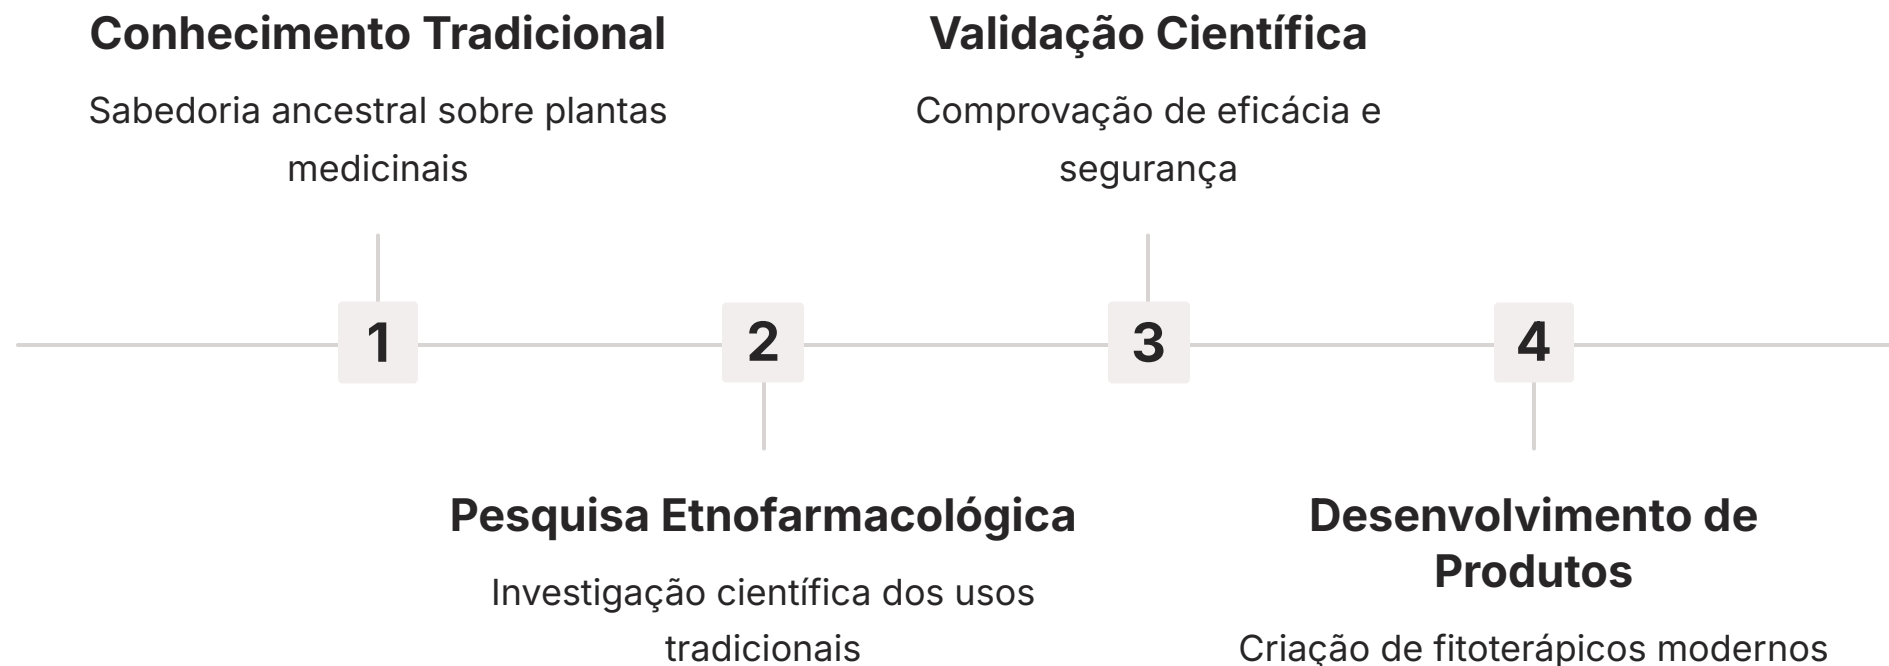 Conhecimento Tradicional
Sabedoria ancestral sobre plantas
medicinais
Validação Científica
Comprovação de eficácia e
segurança
1
2
3
4
Pesquisa Etnofarmacológica
Investigação científica dos usos
tradicionais
Desenvolvimento de
Produtos
Criação de fitoterápicos modernos